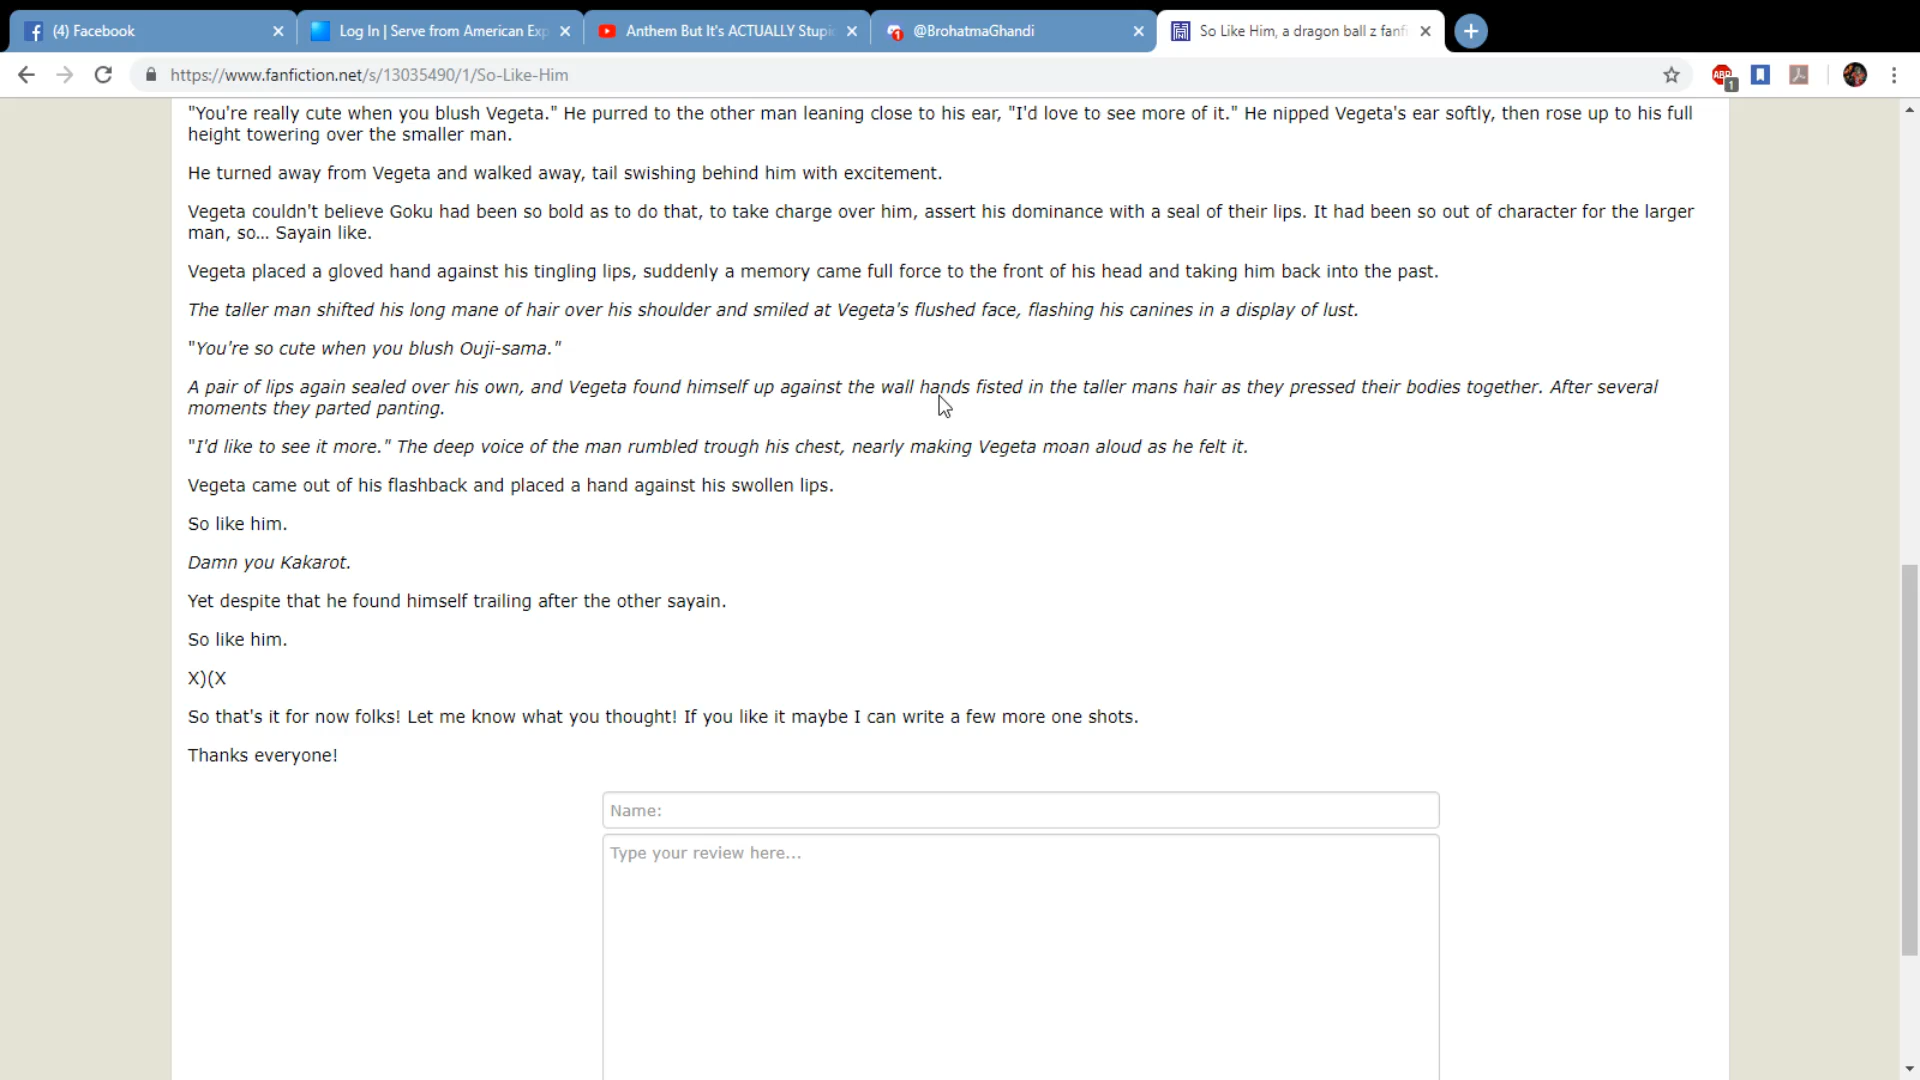 (4) Facebook
Log In | Serve from American Exp
Anthem But It's ACTUALLY Stupi
1
@BrohatmaGhandi
So Like Him, a dragon ball z fanfi
https://www.fanfiction.net/s/13035490/1/So-Like-Him
ABP
1
"You're really cute when you blush Vegeta." He purred to the other man leaning close to his ear, "I'd love to see more of it." He nipped Vegeta's ear softly, then rose up to his full
height towering over the smaller man.
He turned away from Vegeta and walked away, tail swishing behind him with excitement.
Vegeta couldn't believe Goku had been so bold as to do that, to take charge over him, assert his dominance with a seal of their lips. It had been so out of character for the larger
man, so... Sayain like.
Vegeta placed a gloved hand against his tingling lips, suddenly a memory came full force to the front of his head and taking him back into the past.
The taller man shifted his long mane of hair over his shoulder and smiled at Vegeta's flushed face, flashing his canines in a display of lust.
"You're so cute when you blush Ouji-sama."
A pair of lips again sealed over his own, and Vegeta found himself up against the wall hands fisted in the taller mans hair as they pressed their bodies together. After several
moments they parted panting.
"I'd like to see it more." The deep voice of the man rumbled trough his chest, nearly making Vegeta moan aloud as he felt it.
Vegeta came out of his flashback and placed a hand against his swollen lips.
So like him.
Damn you Kakarot.
Yet despite that he found himself trailing after the other sayain.
So like him.
X)(X
So that's it for now folks! Let me know what you thought! If you like it maybe I can write a few more one shots.
Thanks everyone!
Name:
Type your review here...